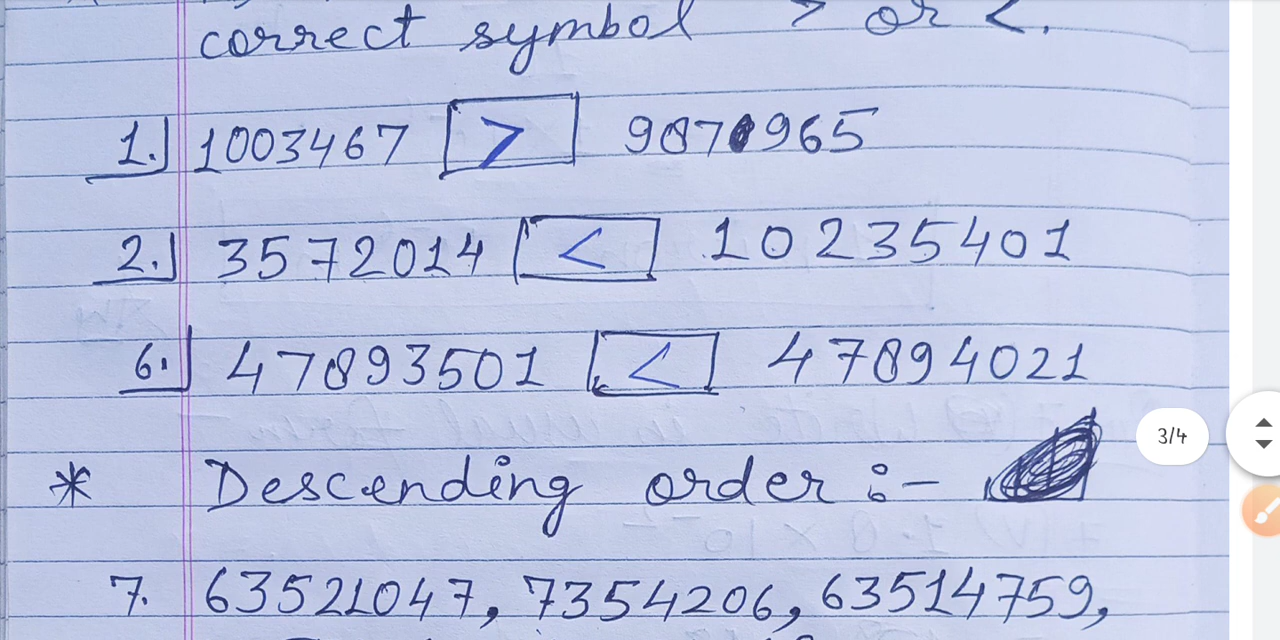 correct symbol > or <.
1.) 1003467 > 9870965
2.) 3572014 < 10235401
6.) 47893501 < 47894021
3/4
* Descending order :-
7. 63521047, 7354206, 63514759,